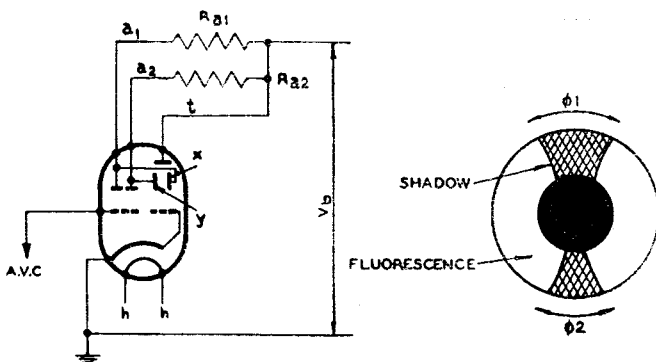 a1
Ra1
a2
Ra2
t
x
y
Vb
A.V.C
h h
ϕ1
SHADOW
FLUORESCENCE
ϕ2